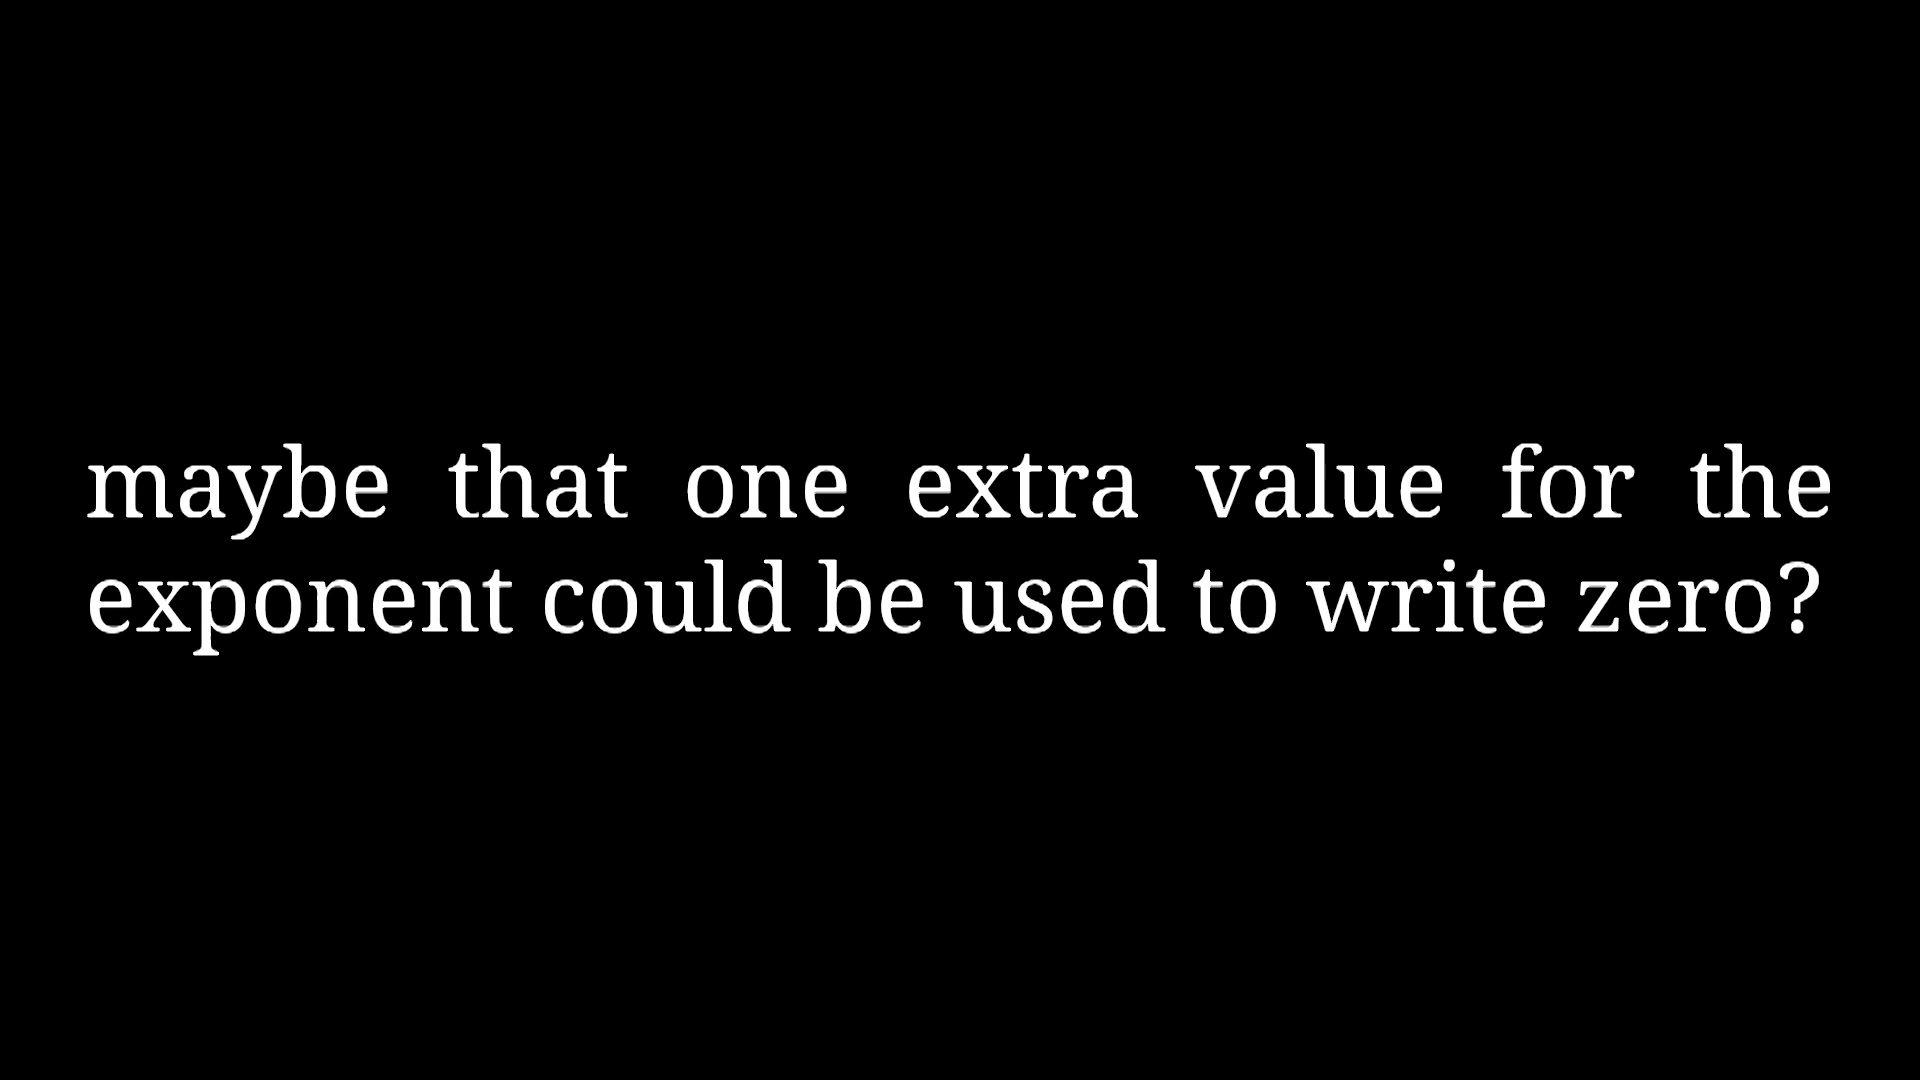 maybe that one extra value for the
exponent could be used to write zero?